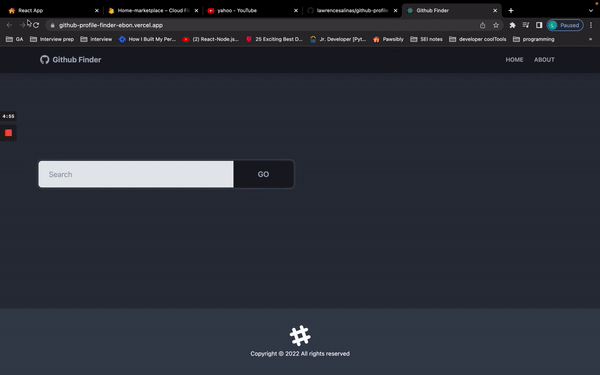 React App
Home-marketplace – Cloud Fi
yahoo - YouTube
lawrencesalinas/github-profile
Github Finder
github-profile-finder-ebon.vercel.app
L Paused
GA
Interview prep
interview
How I Built My Per...
(2) React-Node.js...
25 Exciting Best D...
Jr. Developer [Pyt...
Pawsibly
SEI notes
developer coolTools
programming
»
Github Finder
HOME
ABOUT
4:55
Search
GO
Copyright © 2022 All rights reserved